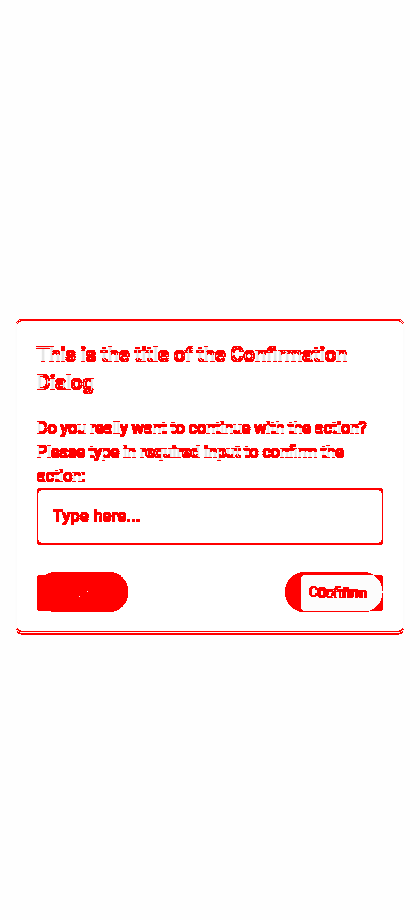 This is the title of the Confirmation
Dialog
Do you really want to continue with the action?
Please type in required input to confirm the
action:
Type here...
Confirm